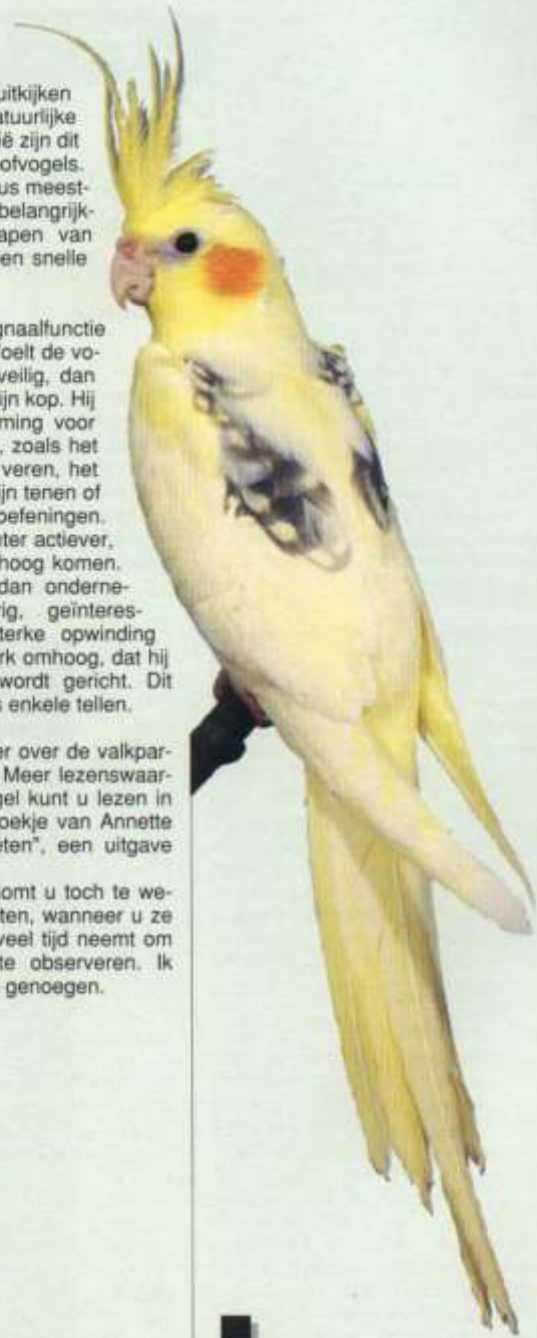 uitkijken
atuurlijke
ë zijn dit
ofvogels.
us meest-
belangrijk-
apen van
en snelle
gnaalfunctie
oelt de vo-
veilig, dan
ijn kop. Hij
ming voor
, zoals het
veren, het
ijn tenen of
oefeningen.
ter actiever,
hoog komen.
dan onderne-
rig, geïnteres-
terke opwinding
rk omhoog, dat hij
wordt gericht. Dit
s enkele tellen.
er over de valkpar-
Meer lezenswaar-
gel kunt u lezen in
oekje van Annette
eten", een uitgave
omt u toch te we-
ten, wanneer u ze
veel tijd neemt om
te observeren. Ik
genoegen.